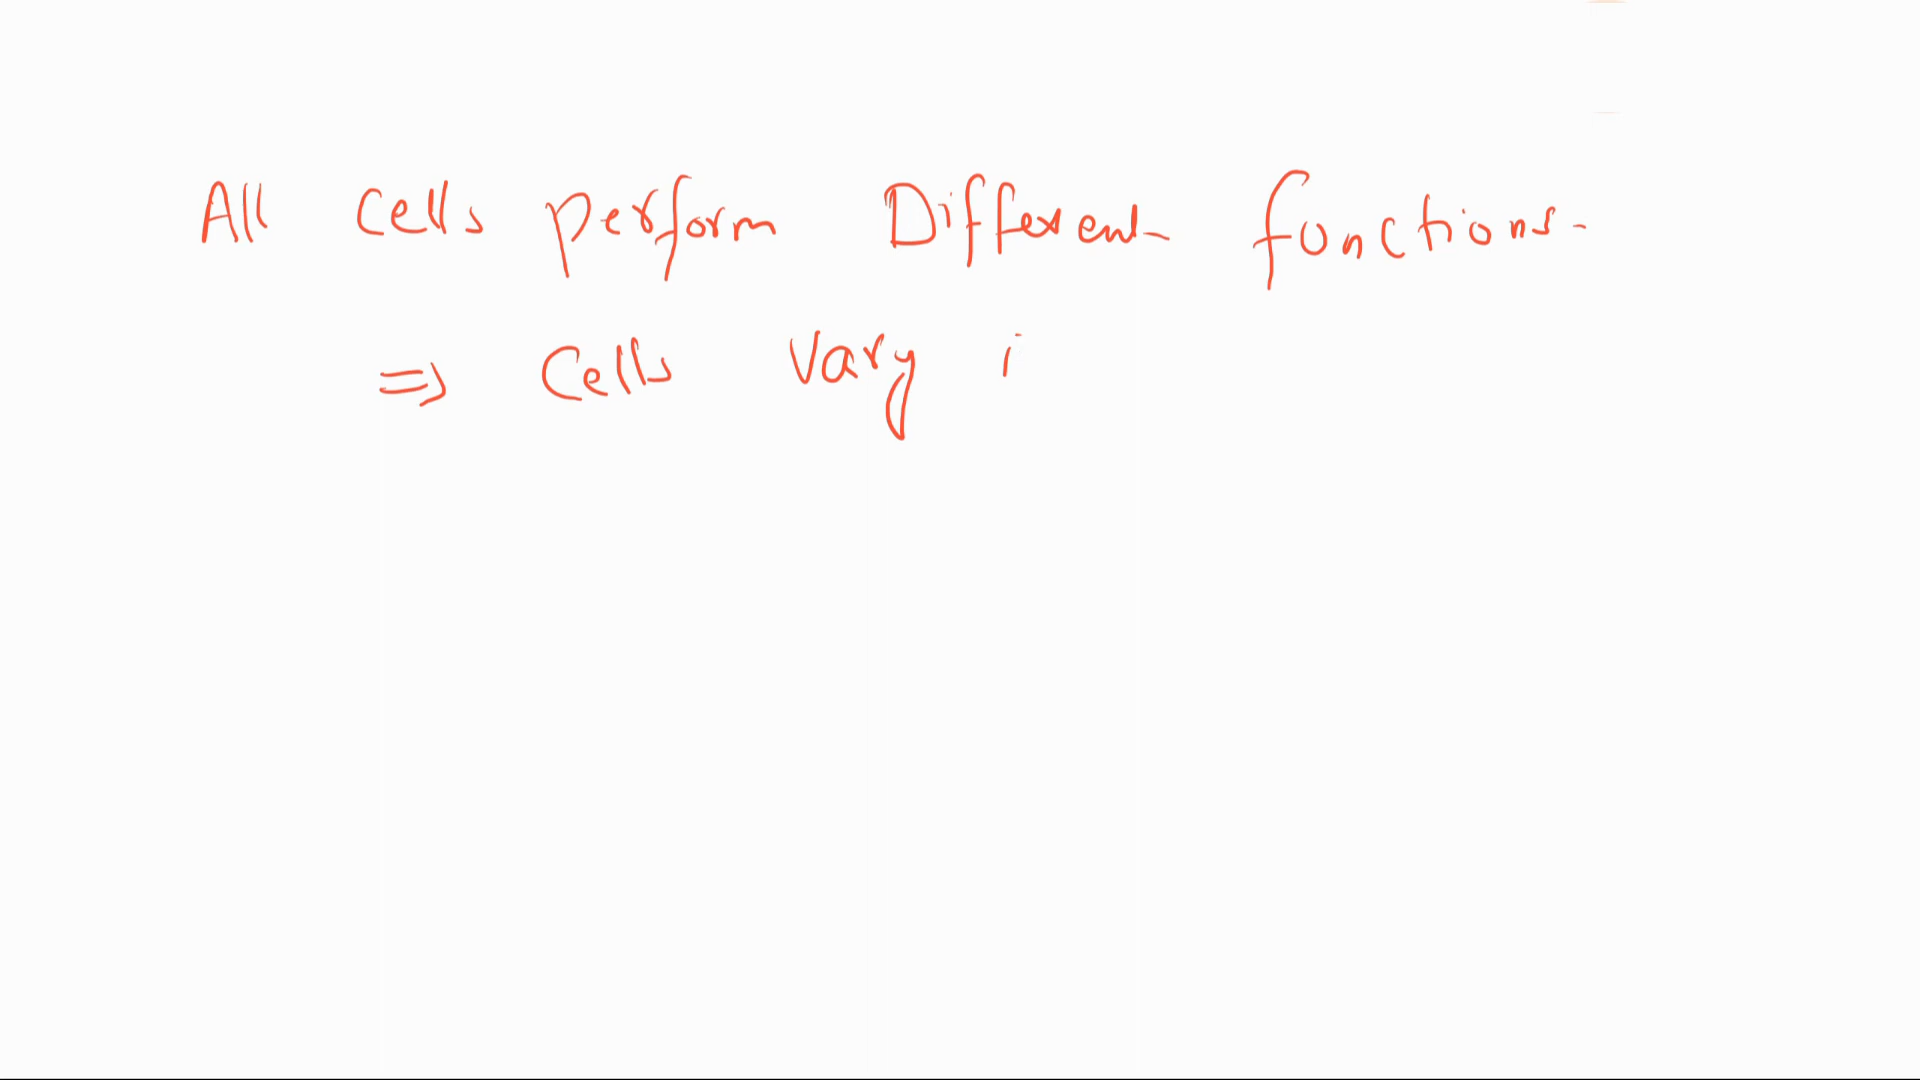 All Cells perform Different functions.
⇒ Cells Vary i